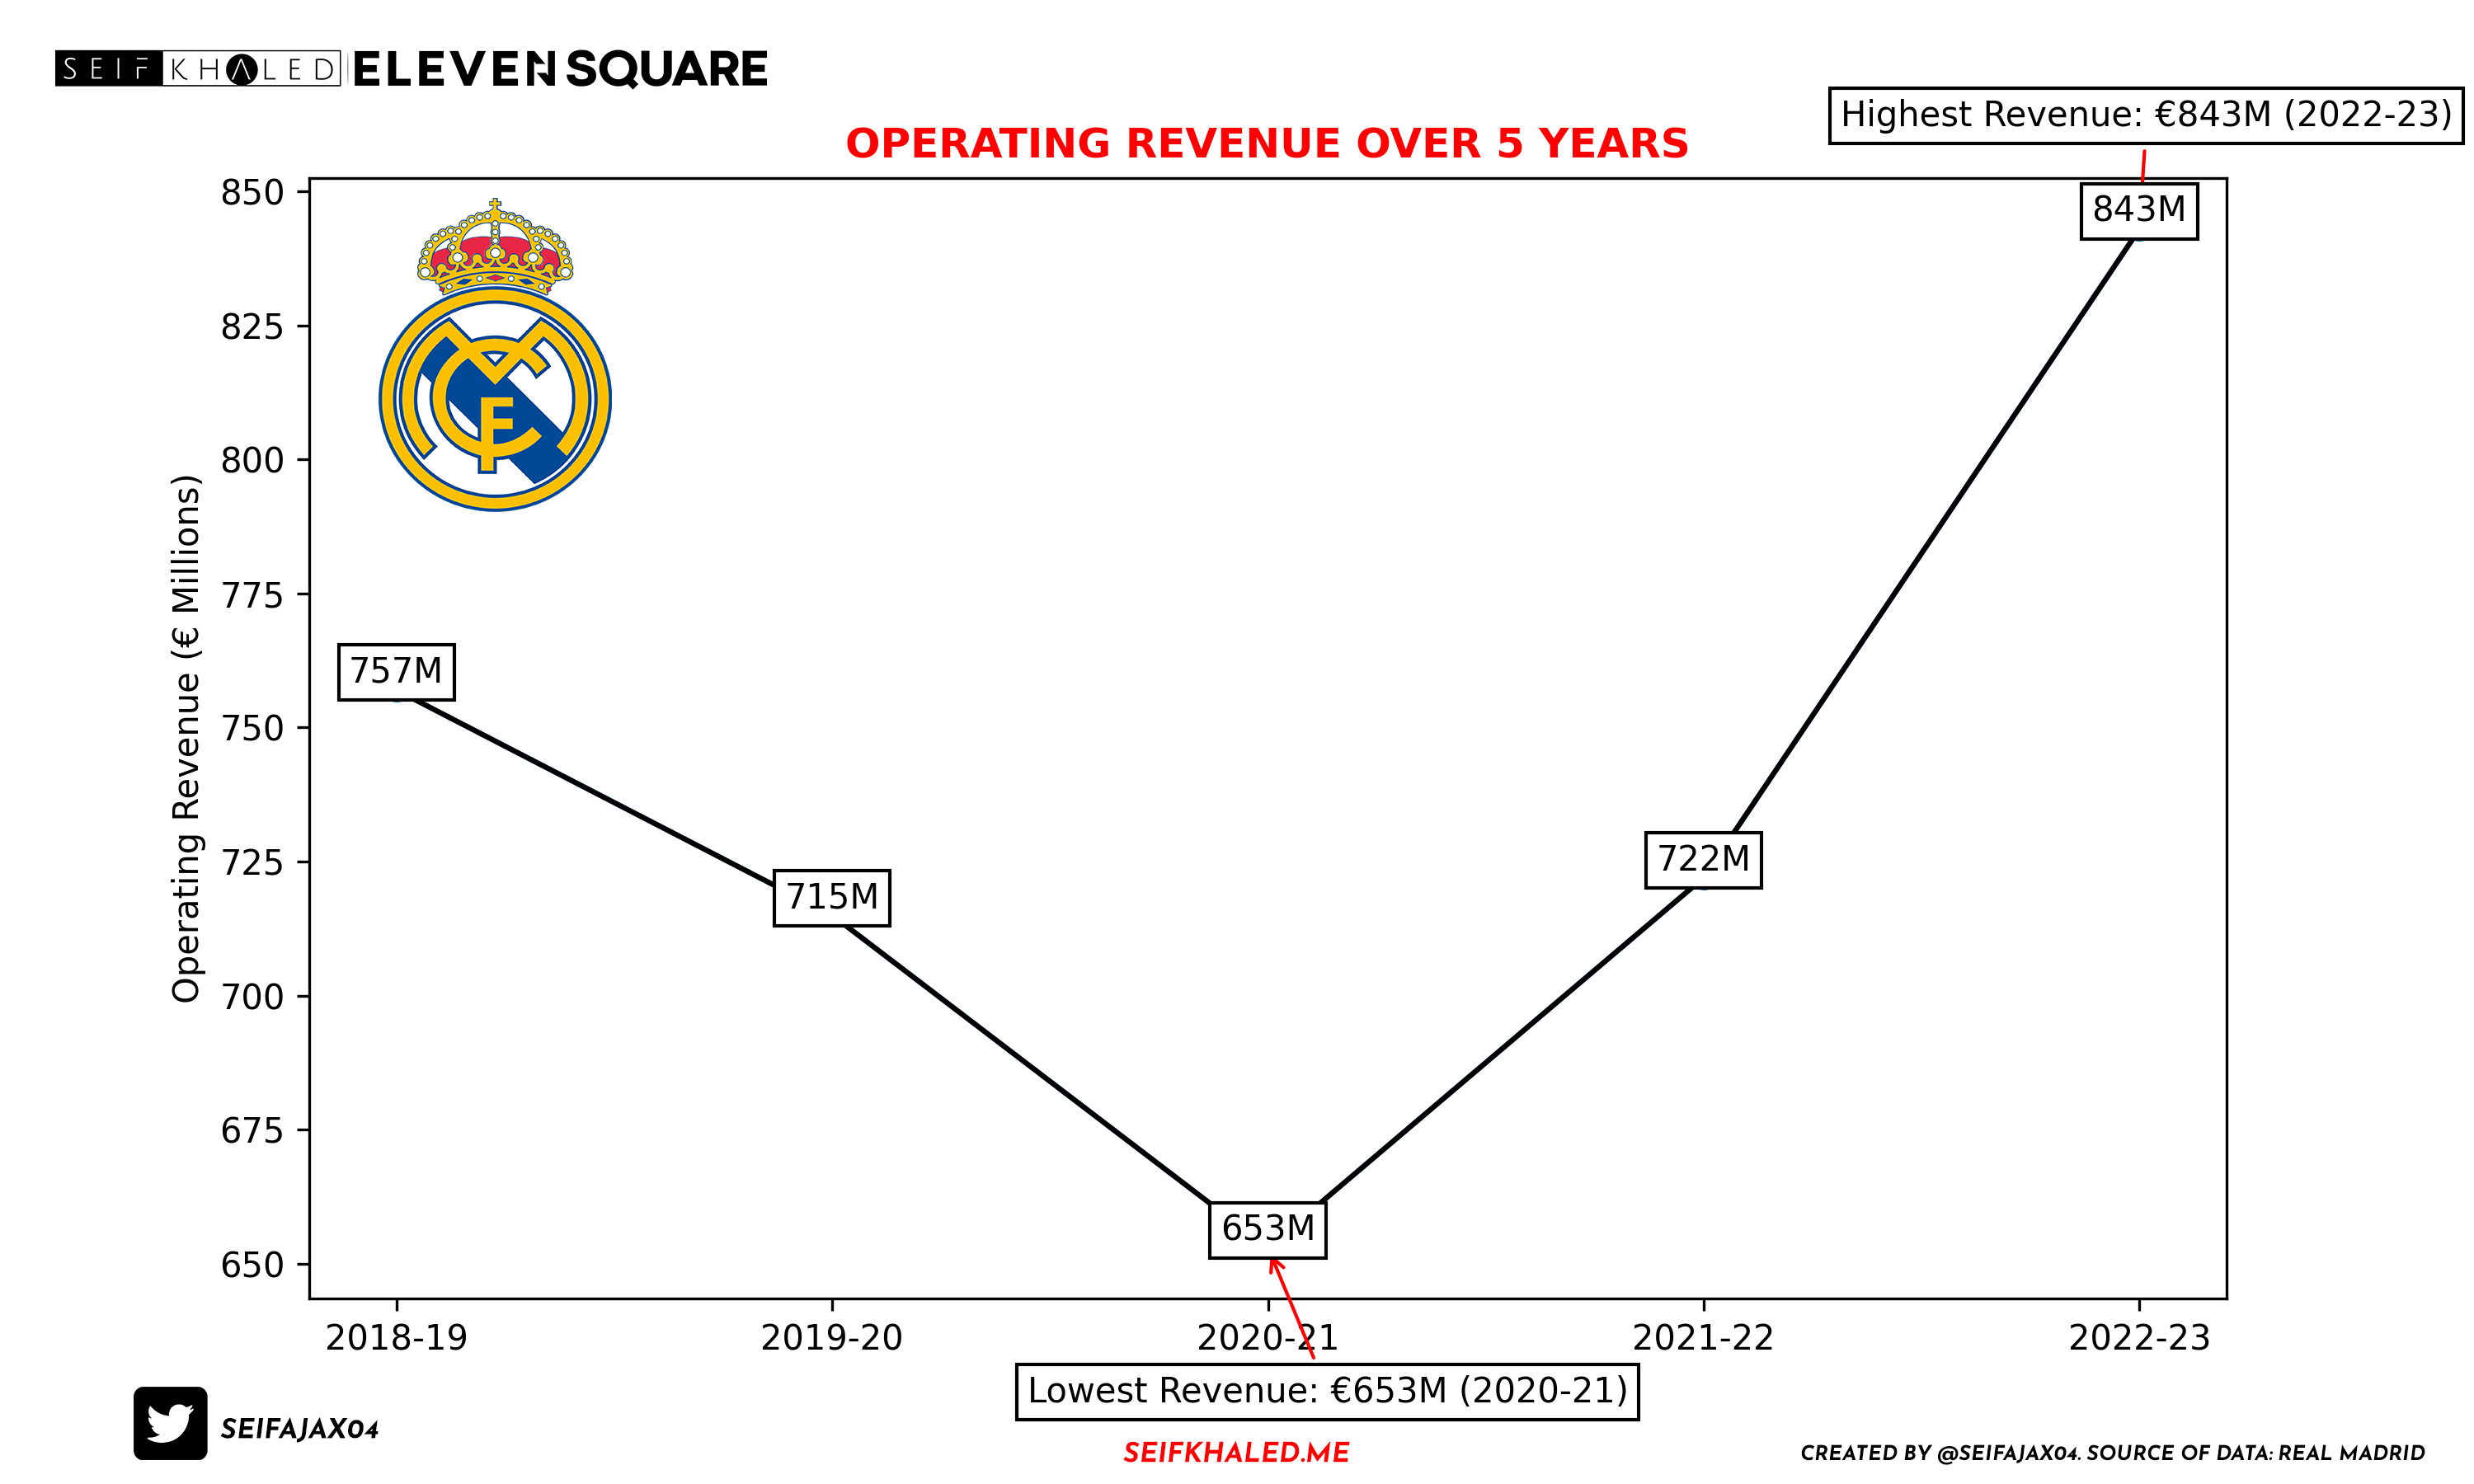 SEIF KHALED ELEVEN SQUARE
Highest Revenue: €843M (2022-23)
OPERATING REVENUE OVER 5 YEARS
850
825
800
775
750
725
700
675
650
Operating Revenue (€ Millions)
757M
715M
653M
722M
843M
2018-19
2019-20
2020-21
2021-22
2022-23
Lowest Revenue: €653M (2020-21)
SEIFAJAX04
SEIFKHALED.ME
CREATED BY @SEIFAJAX04. SOURCE OF DATA: REAL MADRID